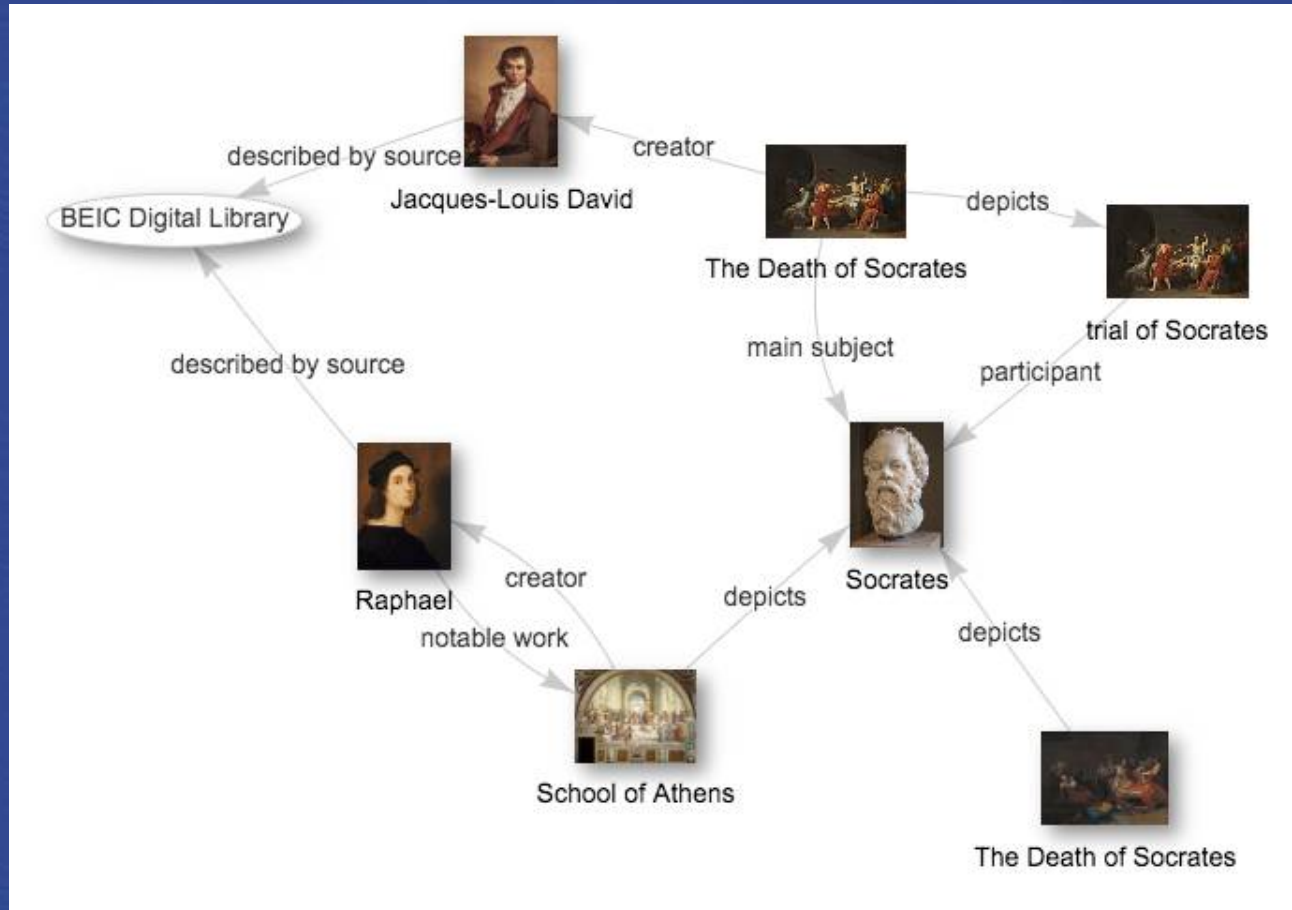 creator
described by source
Jacques-Louis David
depicts
BEIC Digital Library
The Death of Socrates
trial of Socrates
main subject
described by source
participant
creator
Socrates
Raphael
depicts
notable work
depicts
School of Athens
The Death of Socrates